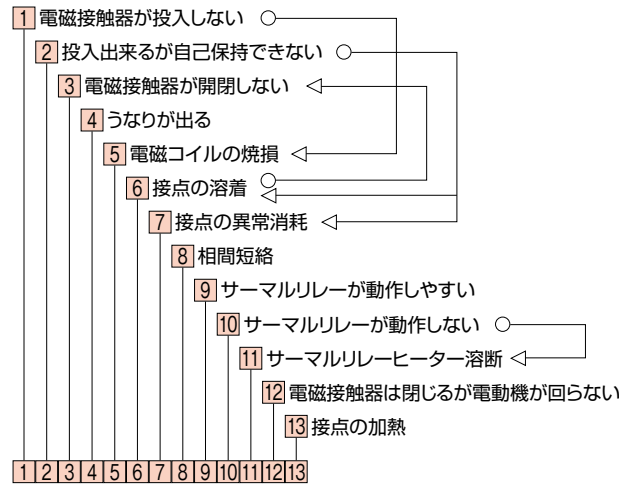 1 電磁接触器が投入しない
2 投入出来るが自己保持できない
3 電磁接触器が開閉しない
4 うなりが出る
5 電磁コイルの焼損
6 接点の溶着
7 接点の異常消耗
8 相間短絡
9 サーマルリレーが動作しやすい
10 サーマルリレーが動作しない
11 サーマルリレーヒーター溶断
12 電磁接触器は閉じるが電動機が回らない
13 接点の加熱
1 2 3 4 5 6 7 8 9 10 11 12 13